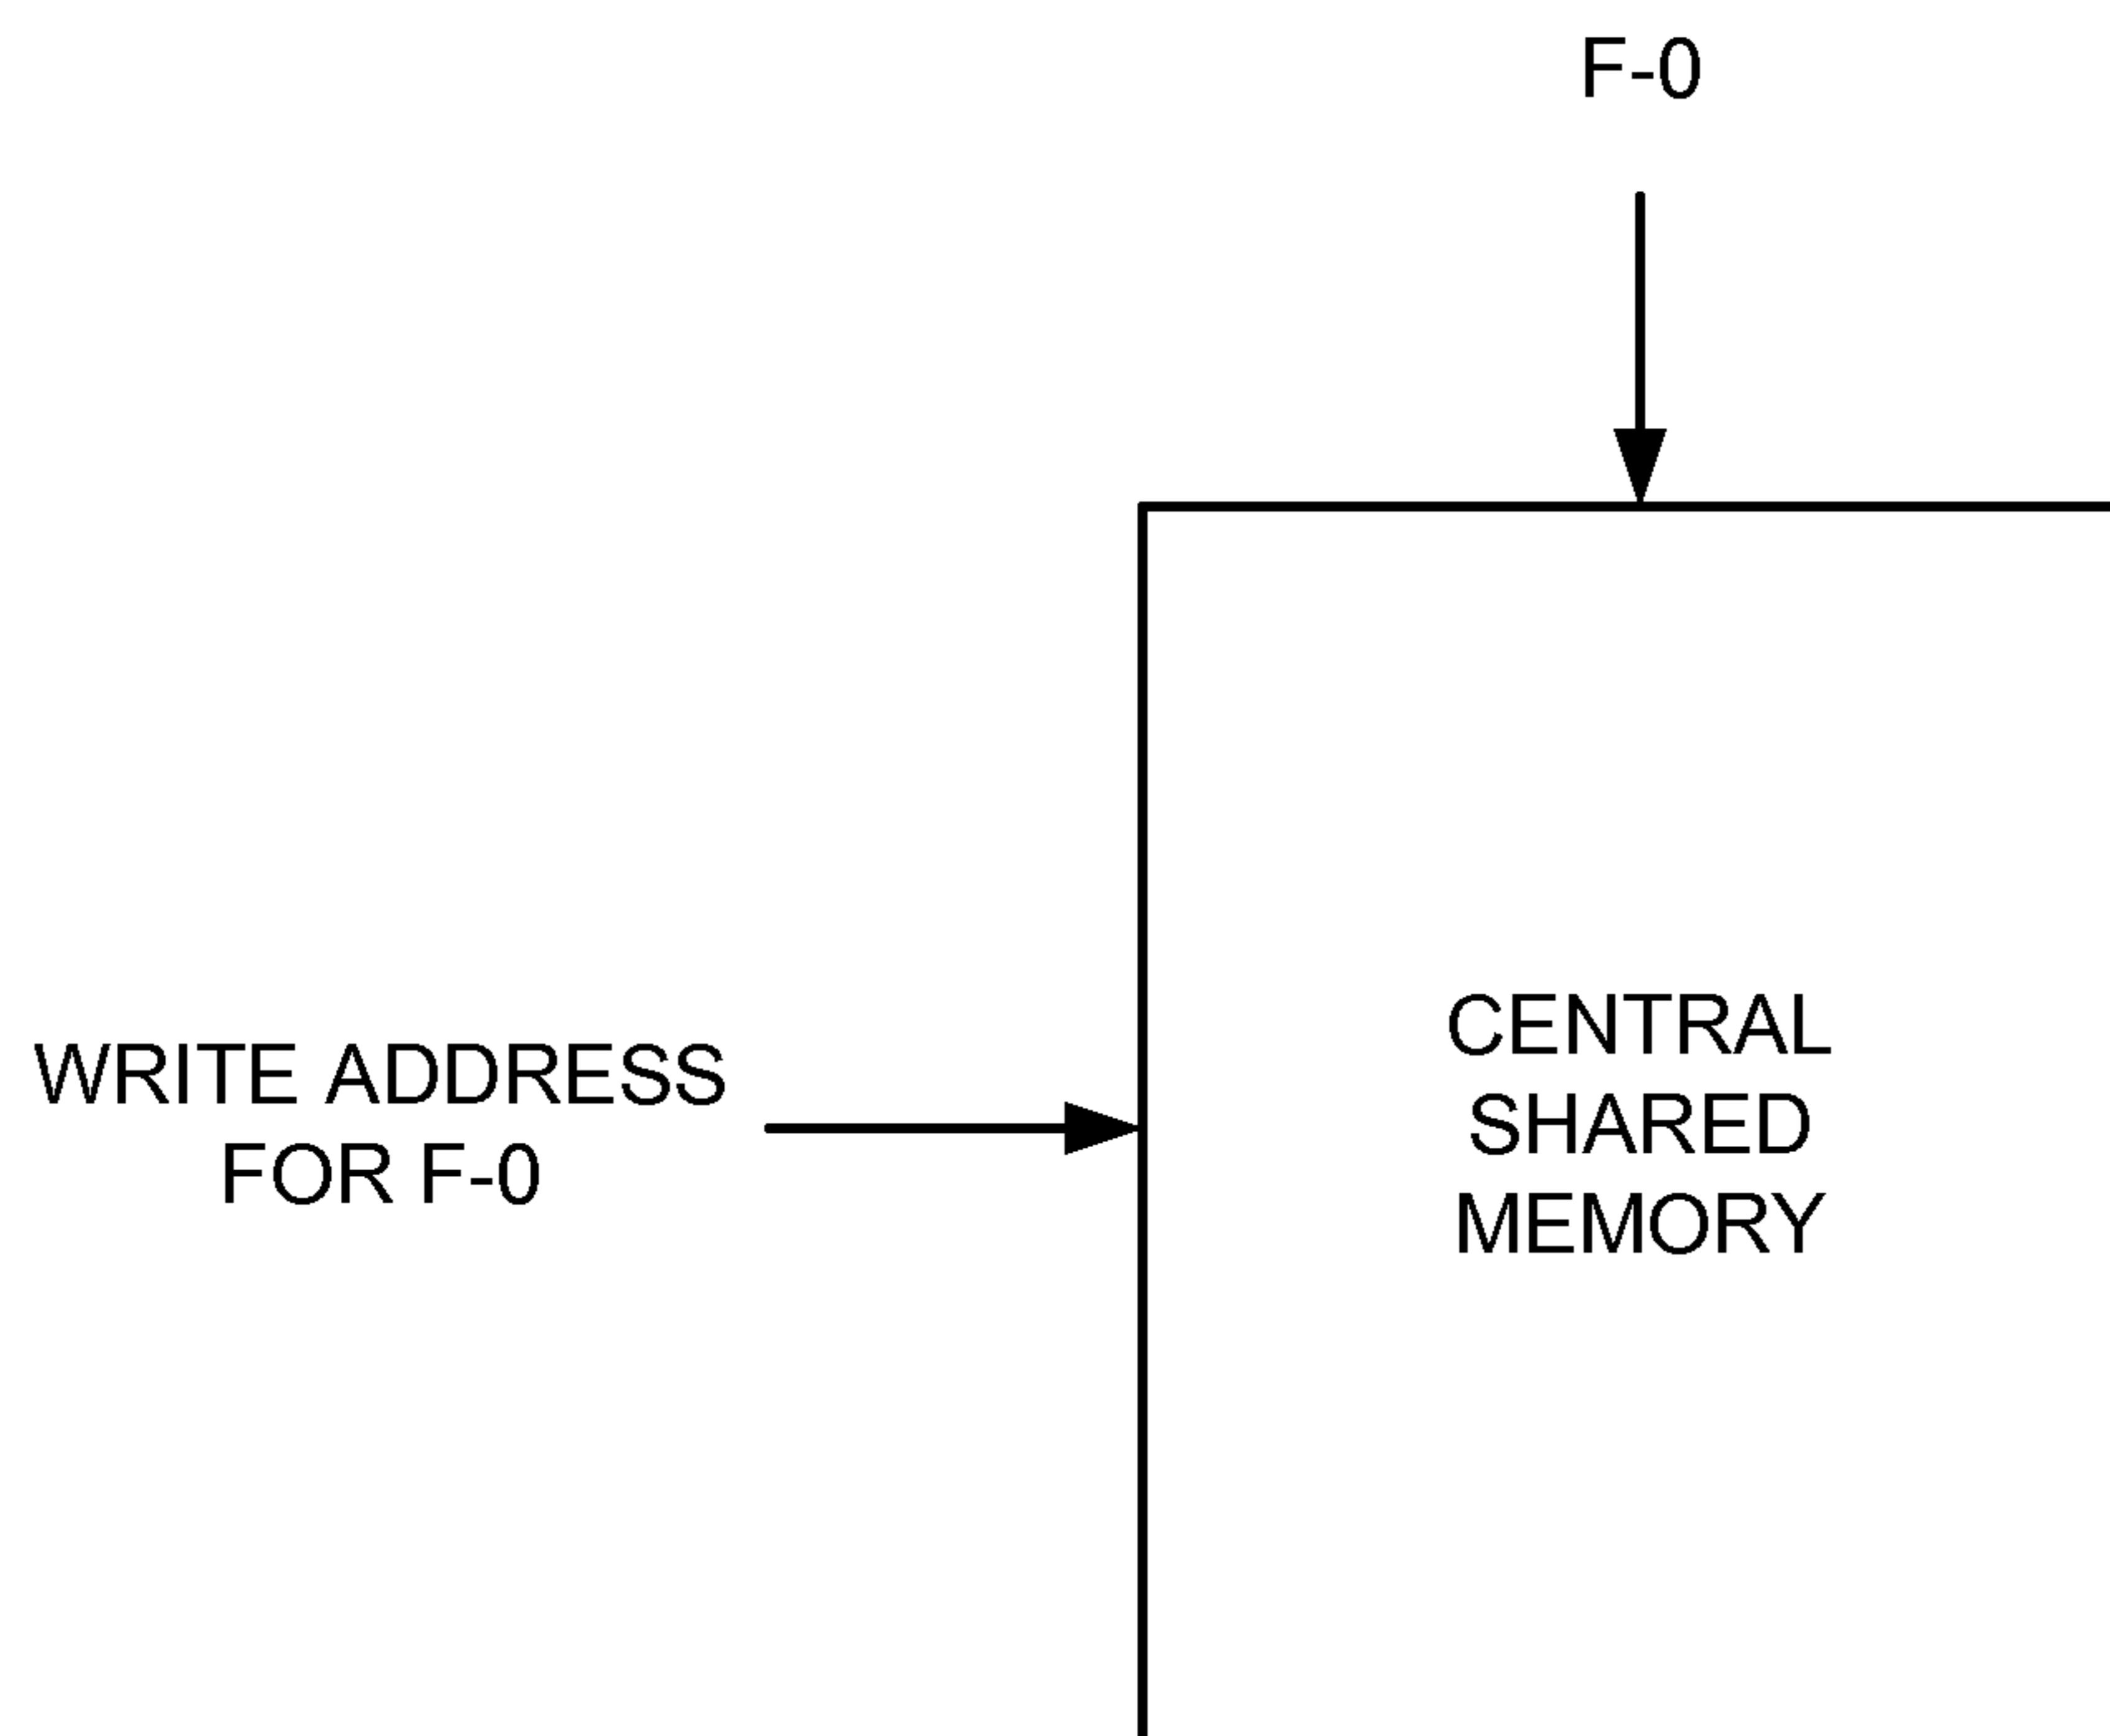 F-0
WRITE ADDRESS
FOR F-0
CENTRAL
SHARED
MEMORY